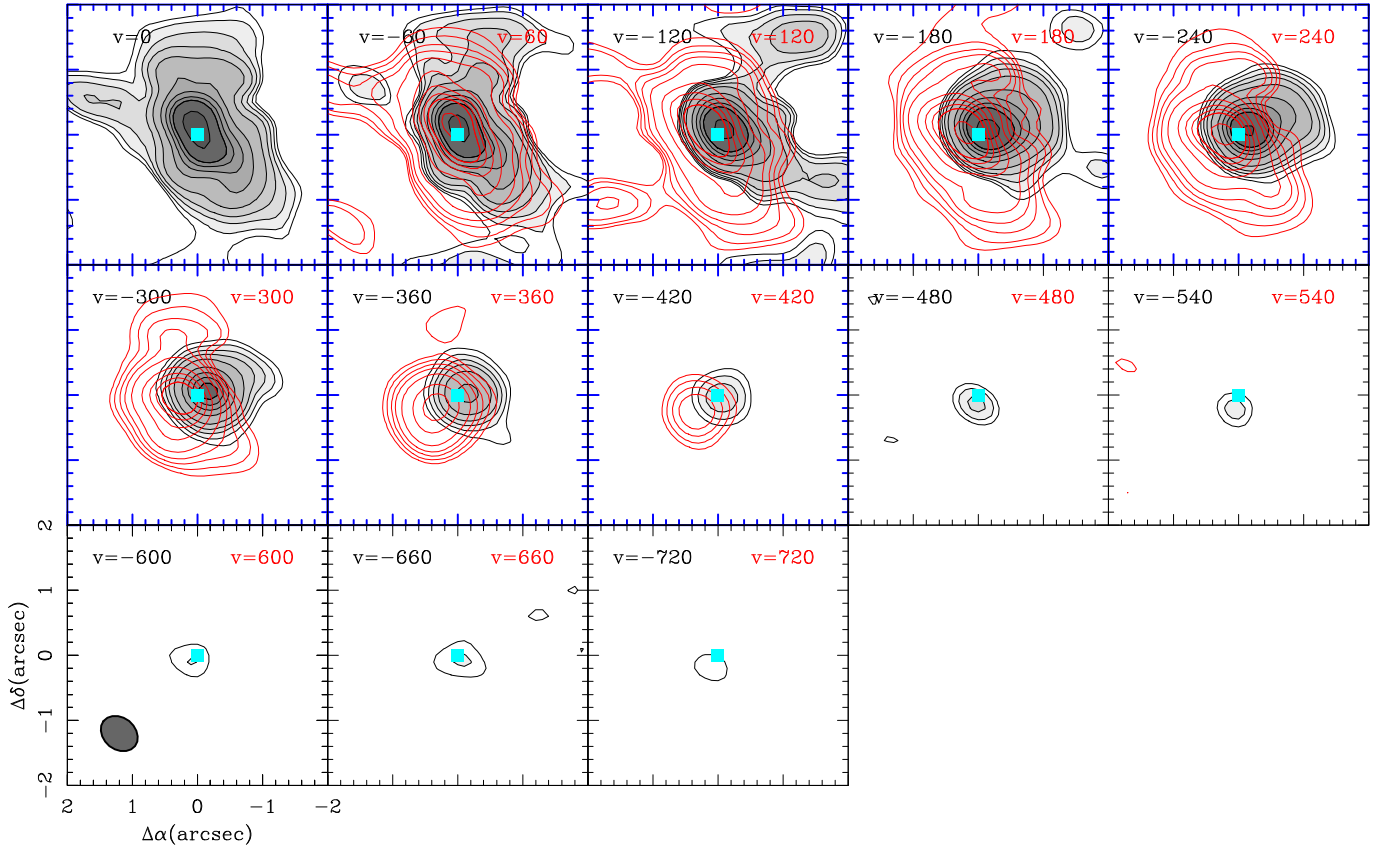 v=0
v=−60 v=60
v=−120 v=120
v=−180 v=180
v=−240 v=240
v=−300 v=300
v=−360 v=360
v=−420 v=420
v=−480 v=480
v=−540 v=540
v=−600 v=600
v=−660 v=660
v=−720 v=720
2
1
0
−1
−2
Δδ(arcsec)
2 1 0 −1 −2
Δα(arcsec)